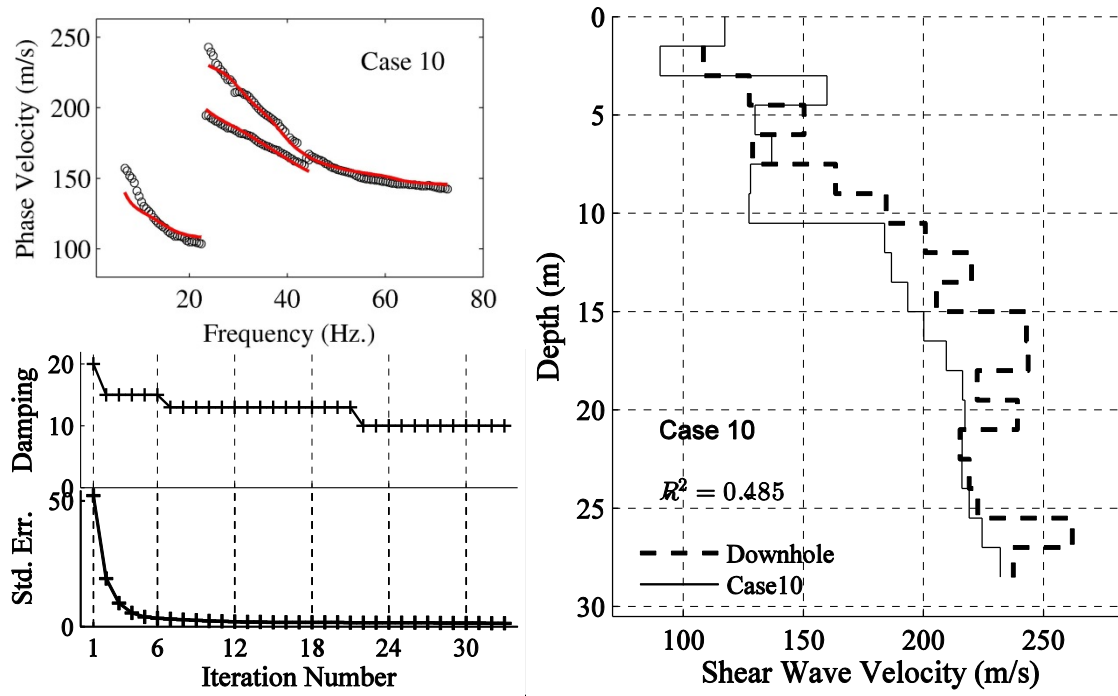 250
200
150
100
Phase Velocity (m/s)
Case 10
20
40
60
80
Frequency (Hz.)
20
10
0
Damping
50
0
Std. Err.
1
6
12
18
24
30
Iteration Number
0
5
10
15
20
25
30
Depth (m)
Case 10
R² = 0.485
Downhole
Case10
100
150
200
250
Shear Wave Velocity (m/s)